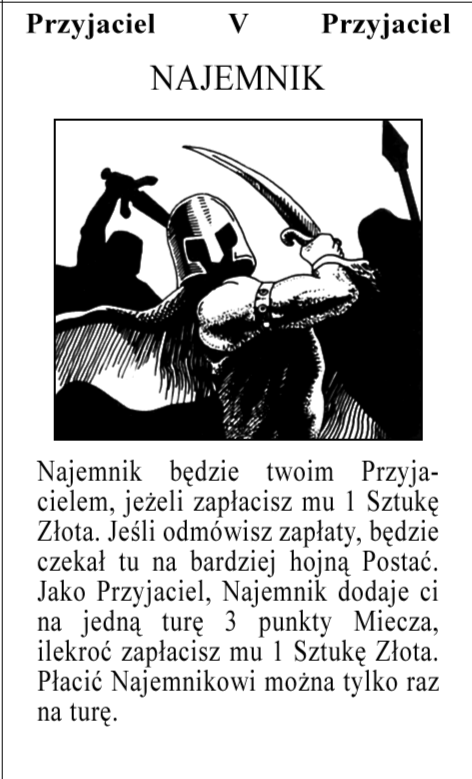 Przyjaciel V Przyjaciel
NAJEMNIK
Najemnik będzie twoim Przyja-
cielem, jeżeli zapłacisz mu 1 Sztukę
Złota. Jeśli odmówisz zapłaty, będzie
czekał tu na bardziej hojną Postać.
Jako Przyjaciel, Najemnik dodaje ci
na jedną turę 3 punkty Miecza,
ilekroć zapłacisz mu 1 Sztukę Złota.
Płacić Najemnikowi można tylko raz
na turę.